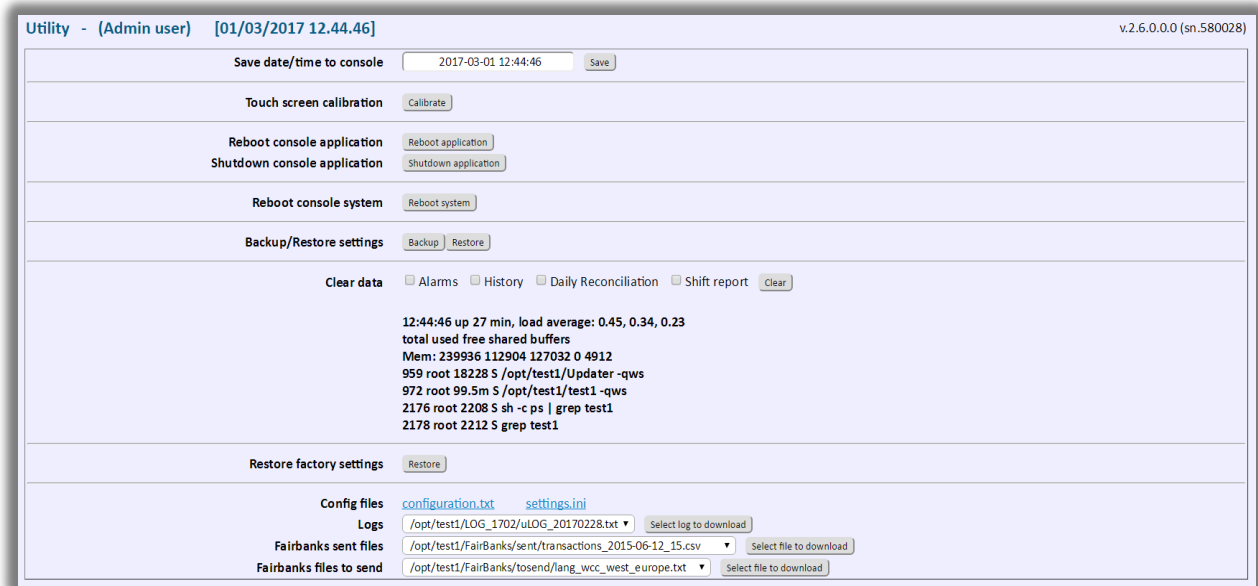 Utility - (Admin user) [01/03/2017 12.44.46] v.2.6.0.0.0 (sn.580028)
Save date/time to console 2017-03-01 12:44:46 Save
Touch screen calibration Calibrate
Reboot console application Reboot application
Shutdown console application Shutdown application
Reboot console system Reboot system
Backup/Restore settings Backup Restore
Clear data Alarms History Daily Reconciliation Shift report Clear
12:44:46 up 27 min, load average: 0.45, 0.34, 0.23
total used free shared buffers
Mem: 239936 112904 127032 0 4912
959 root 18228 S /opt/test1/Updater -qws
972 root 99.5m S /opt/test1/test1 -qws
2176 root 2208 S sh -c ps | grep test1
2178 root 2212 S grep test1
Restore factory settings Restore
Config files configuration.txt settings.ini
Logs /opt/test1/LOG_1702/uLOG_20170228.txt Select log to download
Fairbanks sent files /opt/test1/FairBanks/sent/transactions_2015-06-12_15.csv Select file to download
Fairbanks files to send /opt/test1/FairBanks/tosend/lang_wcc_west_europe.txt Select file to download